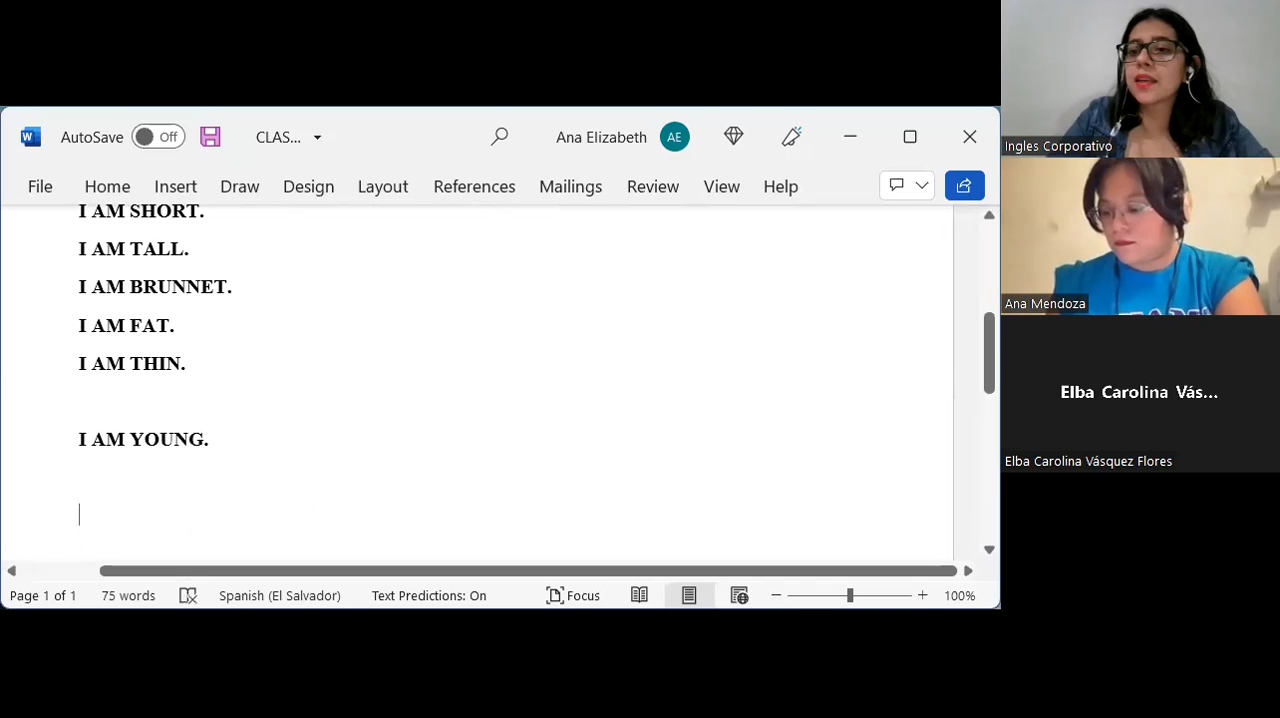 AutoSave Off CLAS... Ana Elizabeth AE
File Home Insert Draw Design Layout References Mailings Review View Help
I AM SHORT.
I AM TALL.
I AM BRUNNET.
I AM FAT.
I AM THIN.
I AM YOUNG.
Page 1 of 1 75 words Spanish (El Salvador) Text Predictions: On Focus 100%
Ingles Corporativo
Ana Mendoza
Elba Carolina Vás...
Elba Carolina Vásquez Flores